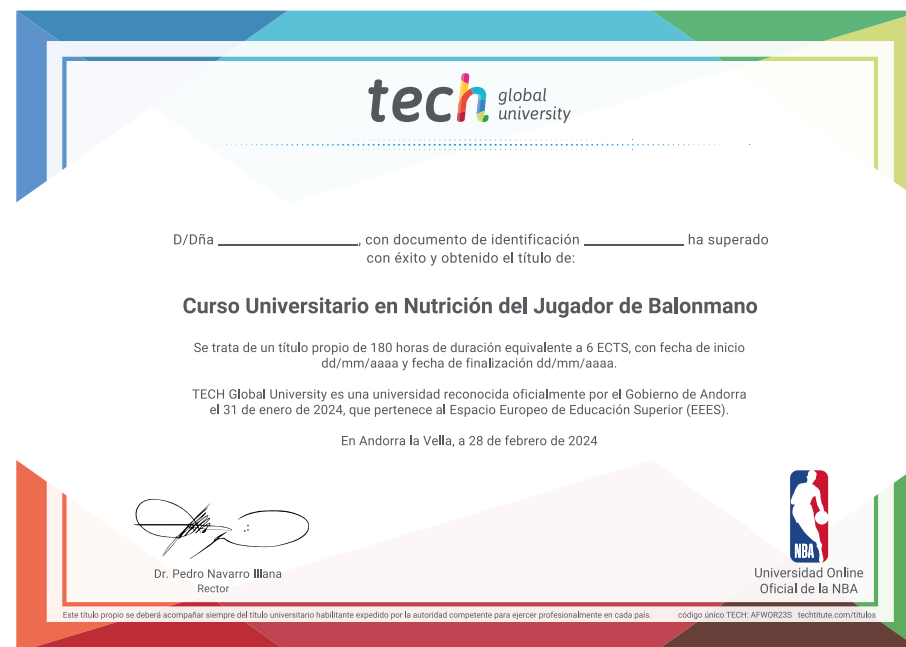 tech global university
D/Dña ____________________, con documento de identificación ______________ ha superado
con éxito y obtenido el título de:
Curso Universitario en Nutrición del Jugador de Balonmano
Se trata de un título propio de 180 horas de duración equivalente a 6 ECTS, con fecha de inicio
dd/mm/aaaa y fecha de finalización dd/mm/aaaa.
TECH Global University es una universidad reconocida oficialmente por el Gobierno de Andorra
el 31 de enero de 2024, que pertenece al Espacio Europeo de Educación Superior (EEES).
En Andorra la Vella, a 28 de febrero de 2024
Dr. Pedro Navarro Illana
Rector
NBA
Universidad Online
Oficial de la NBA
Este título propio se deberá acompañar siempre del título universitario habilitante expedido por la autoridad competente para ejercer profesionalmente en cada país.
código único TECH: AFWOR23S techtitute.com/titulos